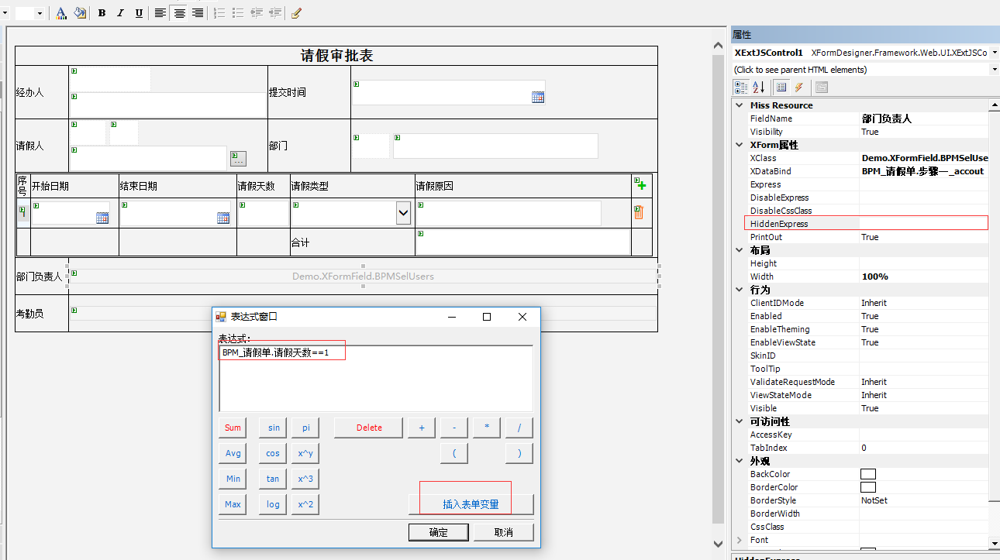 B I U
请假审批表
经办人
提交时间
请假人
...
部门
序号
开始日期
结束日期
请假天数
请假类型
请假原因
1
合计
部门负责人
Demo.XFormField.BPMSelUsers
考勤员
表达式窗口
表达式:
BPM_请假单.请假天数==1
Sum sin pi Delete + - * /
Avg cos x^y ( )
Min tan x^3
Max log x^2 插入表单变量
确定 取消
属性
XExtJSControl1 XFormDesigner.Framework.Web.UI.XExtJSCo
(Click to see parent HTML elements)
Miss Resource
FieldName 部门负责人
Visibility True
XForm属性
XClass Demo.XFormField.BPMSelUse
XDataBind BPM_请假单.步骤一_accout
Express
DisableExpress
DisableCssClass
HiddenExpress
PrintOut True
布局
Height
Width 100%
行为
ClientIDMode Inherit
Enabled True
EnableTheming True
EnableViewState True
SkinID
ToolTip
ValidateRequestMode Inherit
ViewStateMode Inherit
Visible True
可访问性
AccessKey
TabIndex 0
外观
BackColor
BorderColor
BorderStyle NotSet
BorderWidth
CssClass
Font
HiddenExpress